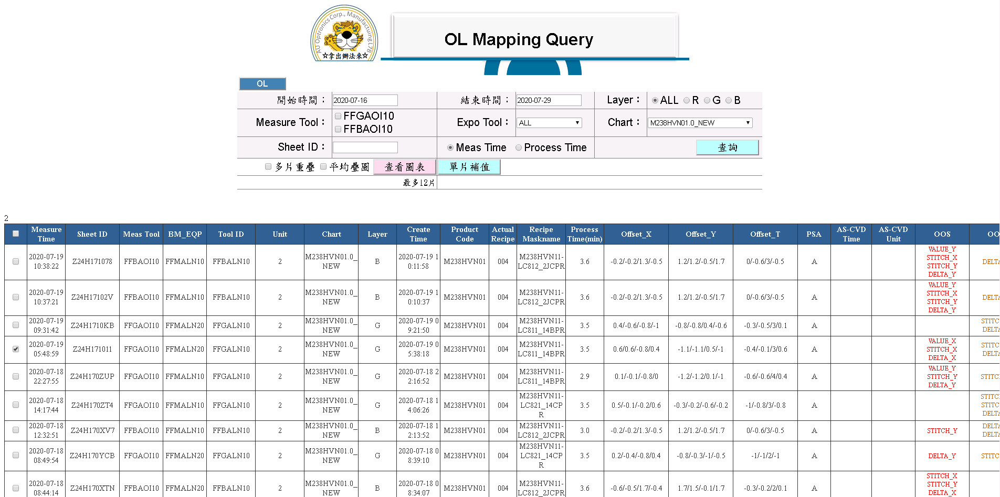 AU Optronics Corp., Manufacturing L7B
☆拿出辦法來☆
OL Mapping Query
OL
開始時間： 2020-07-16 結束時間： 2020-07-29 Layer： ALL R G B
Measure Tool： FFGAOI10 FFBAOI10 Expo Tool： ALL Chart： M238HVN01.0_NEW
Sheet ID： Meas Time Process Time 查詢
多片重疊 平均疊圖 查看圖表 單片補值
最多12片
2
Measure Time Sheet ID Meas Tool BM_EQP Tool ID Unit Chart Layer Create Time Product Code Actual Recipe Recipe Maskname Process Time(min) Offset_X Offset_Y Offset_T PSA AS-CVD Time AS-CVD Unit OOS OO
2020-07-19 10:38:22 Z24H171078 FFBAOI10 FFMALN10 FFBALN10 2 M238HVN01.0_NEW B 2020-07-19 10:11:58 M238HVN01 004 M238HVN11-LC812_2JCPR 3.6 -0.2/-0.2/1.3/-0.5 1.2/1.2/-0.5/1.7 0/-0.6/3/-0.5 A VALUE_Y STITCH_X STITCH_Y DELTA_Y DELTA
2020-07-19 10:37:21 Z24H17102V FFBAOI10 FFMALN10 FFBALN10 2 M238HVN01.0_NEW B 2020-07-19 10:10:37 M238HVN01 004 M238HVN11-LC812_2JCPR 3.6 -0.2/-0.2/1.3/-0.5 1.2/1.2/-0.5/1.7 0/-0.6/3/-0.5 A VALUE_Y STITCH_X STITCH_Y DELTA_Y DELTA
2020-07-19 09:31:42 Z24H1710KB FFGAOI10 FFMALN20 FFGALN10 2 M238HVN01.0_NEW G 2020-07-19 09:21:50 M238HVN01 004 M238HVN11-LC811_14BPR 3.5 0.4/-0.6/-0.8/-1 -0.8/-0.8/0.4/-0.6 -0.3/-0.5/3/0.1 A STITC DELTA
2020-07-19 05:48:59 Z24H171011 FFGAOI10 FFMALN20 FFGALN10 2 M238HVN01.0_NEW G 2020-07-19 05:38:18 M238HVN01 004 M238HVN11-LC811_14BPR 3.5 0.6/0.6/-0.8/0.4 -1.1/-1.1/0.5/-1 -0.4/-0.1/3/0.6 A VALUE_X STITCH_X DELTA_X STITC DELTA
2020-07-18 22:27:55 Z24H170ZUP FFGAOI10 FFMALN10 FFGALN10 2 M238HVN01.0_NEW G 2020-07-18 22:16:52 M238HVN01 004 M238HVN11-LC811_14BPR 2.9 0.1/-0.1/-0.8/0 -1.2/-1.2/0.1/-1 -0.6/-0.6/4/0.4 A VALUE_Y STITCH_Y DELTA_Y STITC
2020-07-18 14:17:44 Z24H170ZT4 FFGAOI10 FFMALN10 FFGALN10 2 M238HVN01.0_NEW G 2020-07-18 14:06:26 M238HVN01 004 M238HVN11-LC821_14CPR 3.5 0.5/-0.1/-0.2/0.6 -0.3/-0.2/-0.6/-0.2 -1/-0.8/3/-0.8 A STITC STITC DELTA
2020-07-18 12:32:51 Z24H170XV7 FFBAOI10 FFMALN10 FFBALN10 2 M238HVN01.0_NEW B 2020-07-18 12:13:52 M238HVN01 004 M238HVN11-LC812_2JCPR 3.0 -0.2/-0.2/1.3/-0.5 1.2/1.2/-0.5/1.7 0/-0.6/3/-0.5 A STITCH_Y DELTA DELTA
2020-07-18 08:49:54 Z24H170YCB FFGAOI10 FFMALN20 FFGALN10 2 M238HVN01.0_NEW G 2020-07-18 08:39:10 M238HVN01 004 M238HVN11-LC821_14CPR 3.5 0.2/-0.4/-0.8/0.4 -0.8/-0.3/-1/-0.5 -1/-1/2/-1 A DELTA_Y STITC
2020-07-18 08:44:14 Z24H170XTN FFBAOI10 FFMALN20 FFBALN10 2 M238HVN01.0_NEW B 2020-07-18 08:34:07 M238HVN01 004 M238HVN11-LC812_2JCPR 3.6 -0.6/-0.5/1.7/-0.4 1.7/1.5/-0.1/1.7 -0.3/-0.2/2/0.1 A STITCH_X STITCH_Y DELTA_X